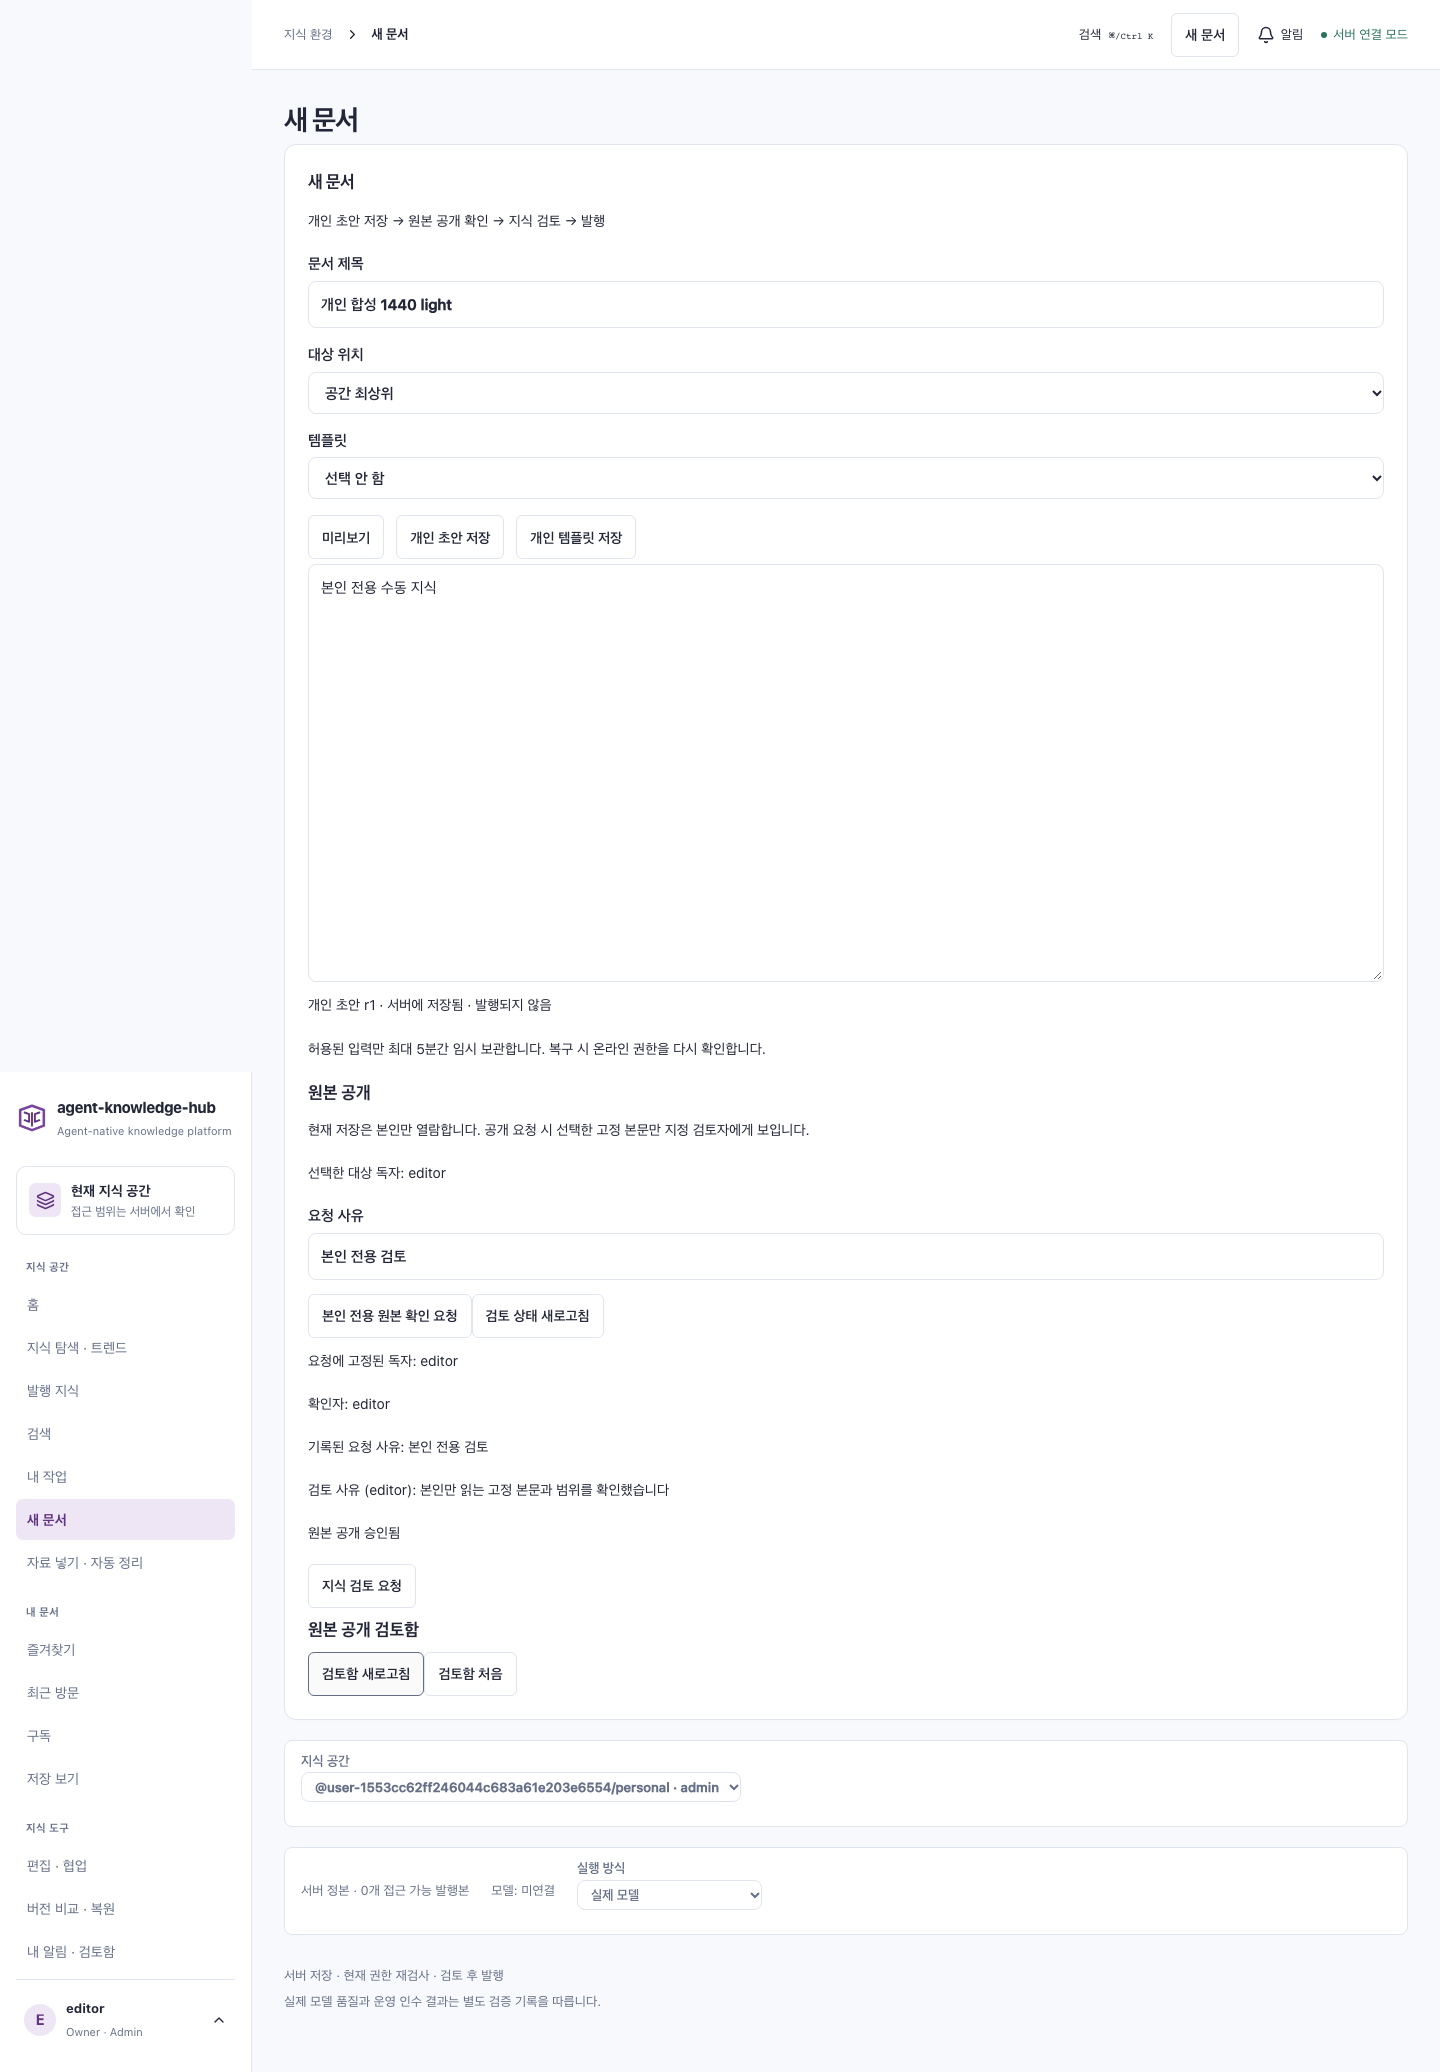 지식 환경 > 새 문서
검색 ⌘/Ctrl K
새 문서
알림
서버 연결 모드
새 문서
새 문서
개인 초안 저장 → 원본 공개 확인 → 지식 검토 → 발행
문서 제목
개인 합성 1440 light
대상 위치
공간 최상위
템플릿
선택 안 함
미리보기
개인 초안 저장
개인 템플릿 저장
본인 전용 수동 지식
개인 초안 r1 · 서버에 저장됨 · 발행되지 않음
허용된 입력만 최대 5분간 임시 보관합니다. 복구 시 온라인 권한을 다시 확인합니다.
원본 공개
현재 저장은 본인만 열람합니다. 공개 요청 시 선택한 고정 본문만 지정 검토자에게 보입니다.
선택한 대상 독자: editor
요청 사유
본인 전용 검토
본인 전용 원본 확인 요청
검토 상태 새로고침
요청에 고정된 독자: editor
확인자: editor
기록된 요청 사유: 본인 전용 검토
검토 사유 (editor): 본인만 읽는 고정 본문과 범위를 확인했습니다
원본 공개 승인됨
지식 검토 요청
원본 공개 검토함
검토함 새로고침
검토함 처음
지식 공간
@user-1553cc62ff246044c683a61e203e6554/personal · admin
서버 정본 · 0개 접근 가능 발행본
모델: 미연결
실행 방식
실제 모델
서버 저장 · 현재 권한 재검사 · 검토 후 발행
실제 모델 품질과 운영 인수 결과는 별도 검증 기록을 따릅니다.
agent-knowledge-hub
Agent-native knowledge platform
현재 지식 공간
접근 범위는 서버에서 확인
지식 공간
홈
지식 탐색 · 트렌드
발행 지식
검색
내 작업
새 문서
자료 넣기 · 자동 정리
내 문서
즐겨찾기
최근 방문
구독
저장 보기
지식 도구
편집 · 협업
버전 비교 · 복원
내 알림 · 검토함
E
editor
Owner · Admin